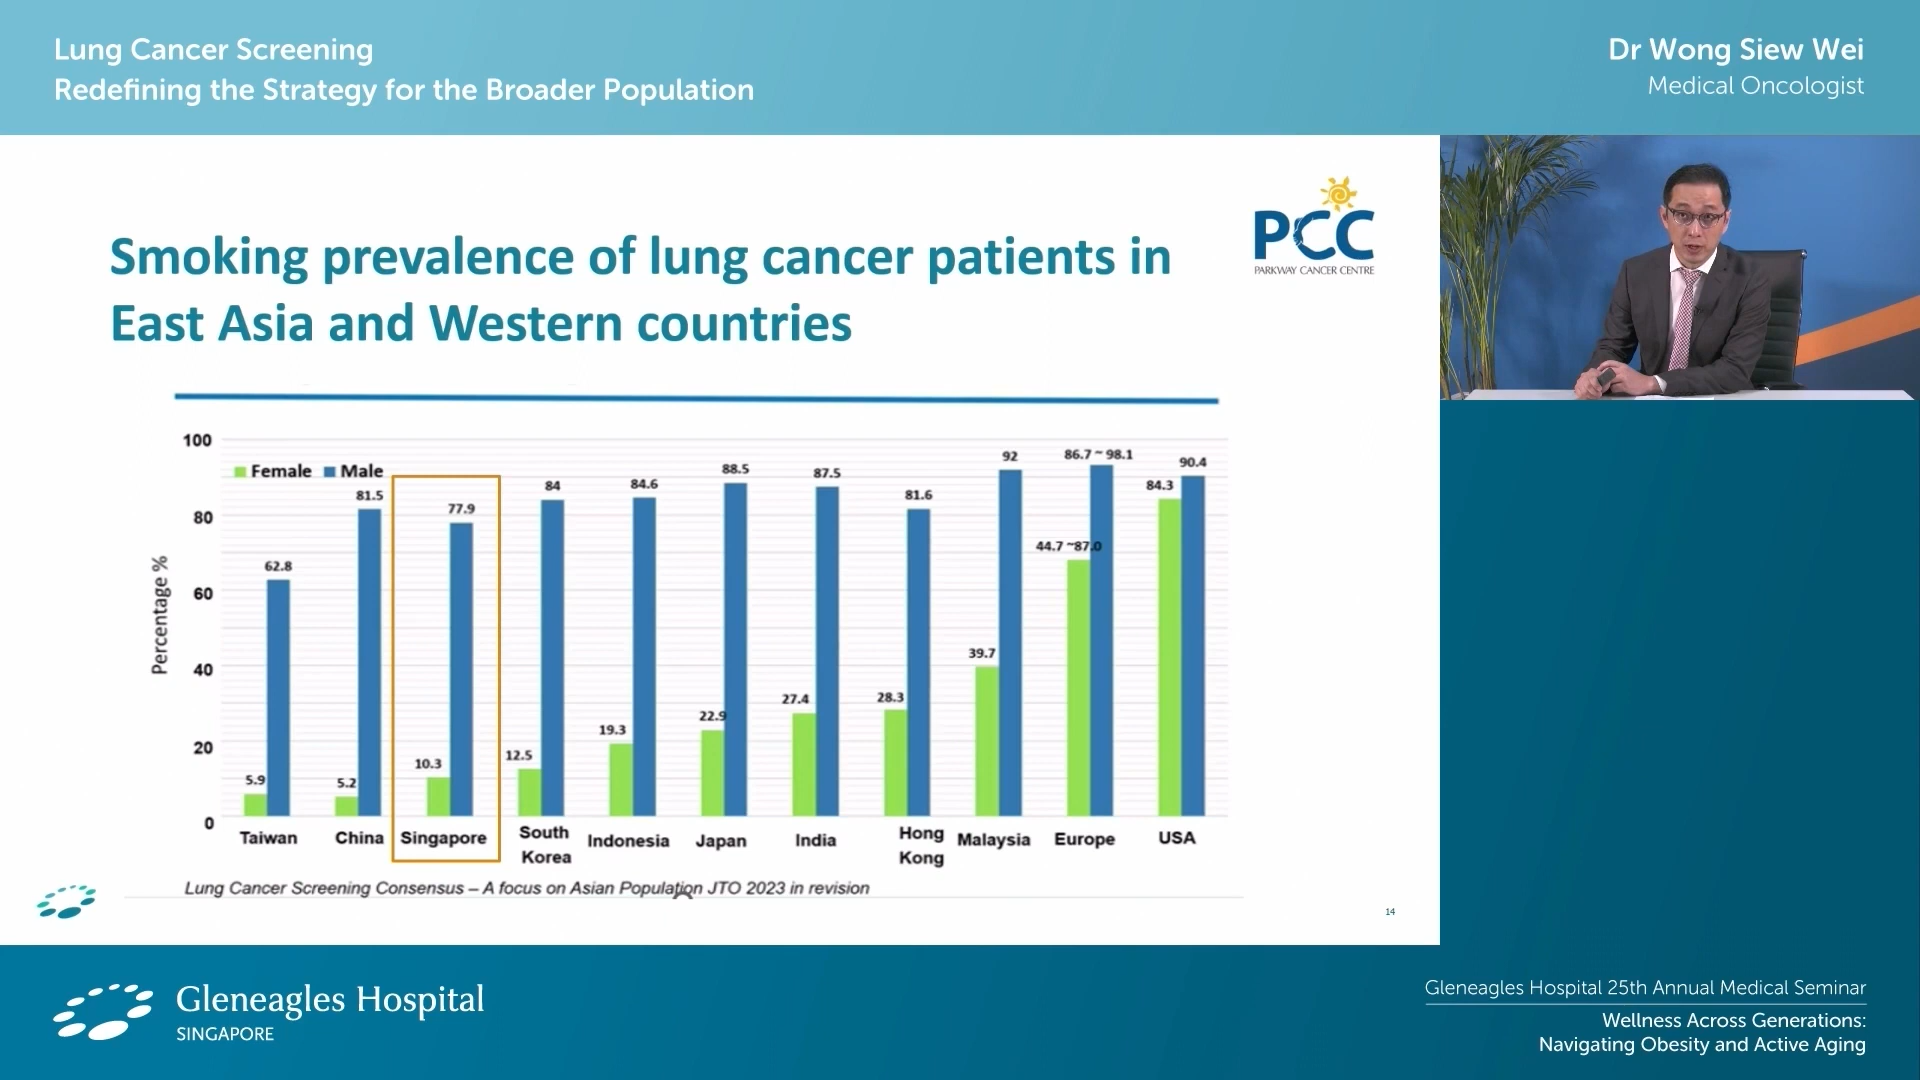 Lung Cancer Screening
Redefining the Strategy for the Broader Population
Dr Wong Siew Wei
Medical Oncologist
PCC
PARKWAY CANCER CENTRE
Smoking prevalence of lung cancer patients in
East Asia and Western countries
Female Male
Percentage %
100
80
60
40
20
0
5.9 62.8
5.2 81.5
10.3 77.9
12.5 84
19.3 84.6
22.9 88.5
27.4 87.5
28.3 81.6
39.7 92
44.7 ~87.0 86.7 ~ 98.1
84.3 90.4
Taiwan China Singapore South Korea Indonesia Japan India Hong Kong Malaysia Europe USA
Lung Cancer Screening Consensus – A focus on Asian Population JTO 2023 in revision
14
Gleneagles Hospital
SINGAPORE
Gleneagles Hospital 25th Annual Medical Seminar
Wellness Across Generations:
Navigating Obesity and Active Aging